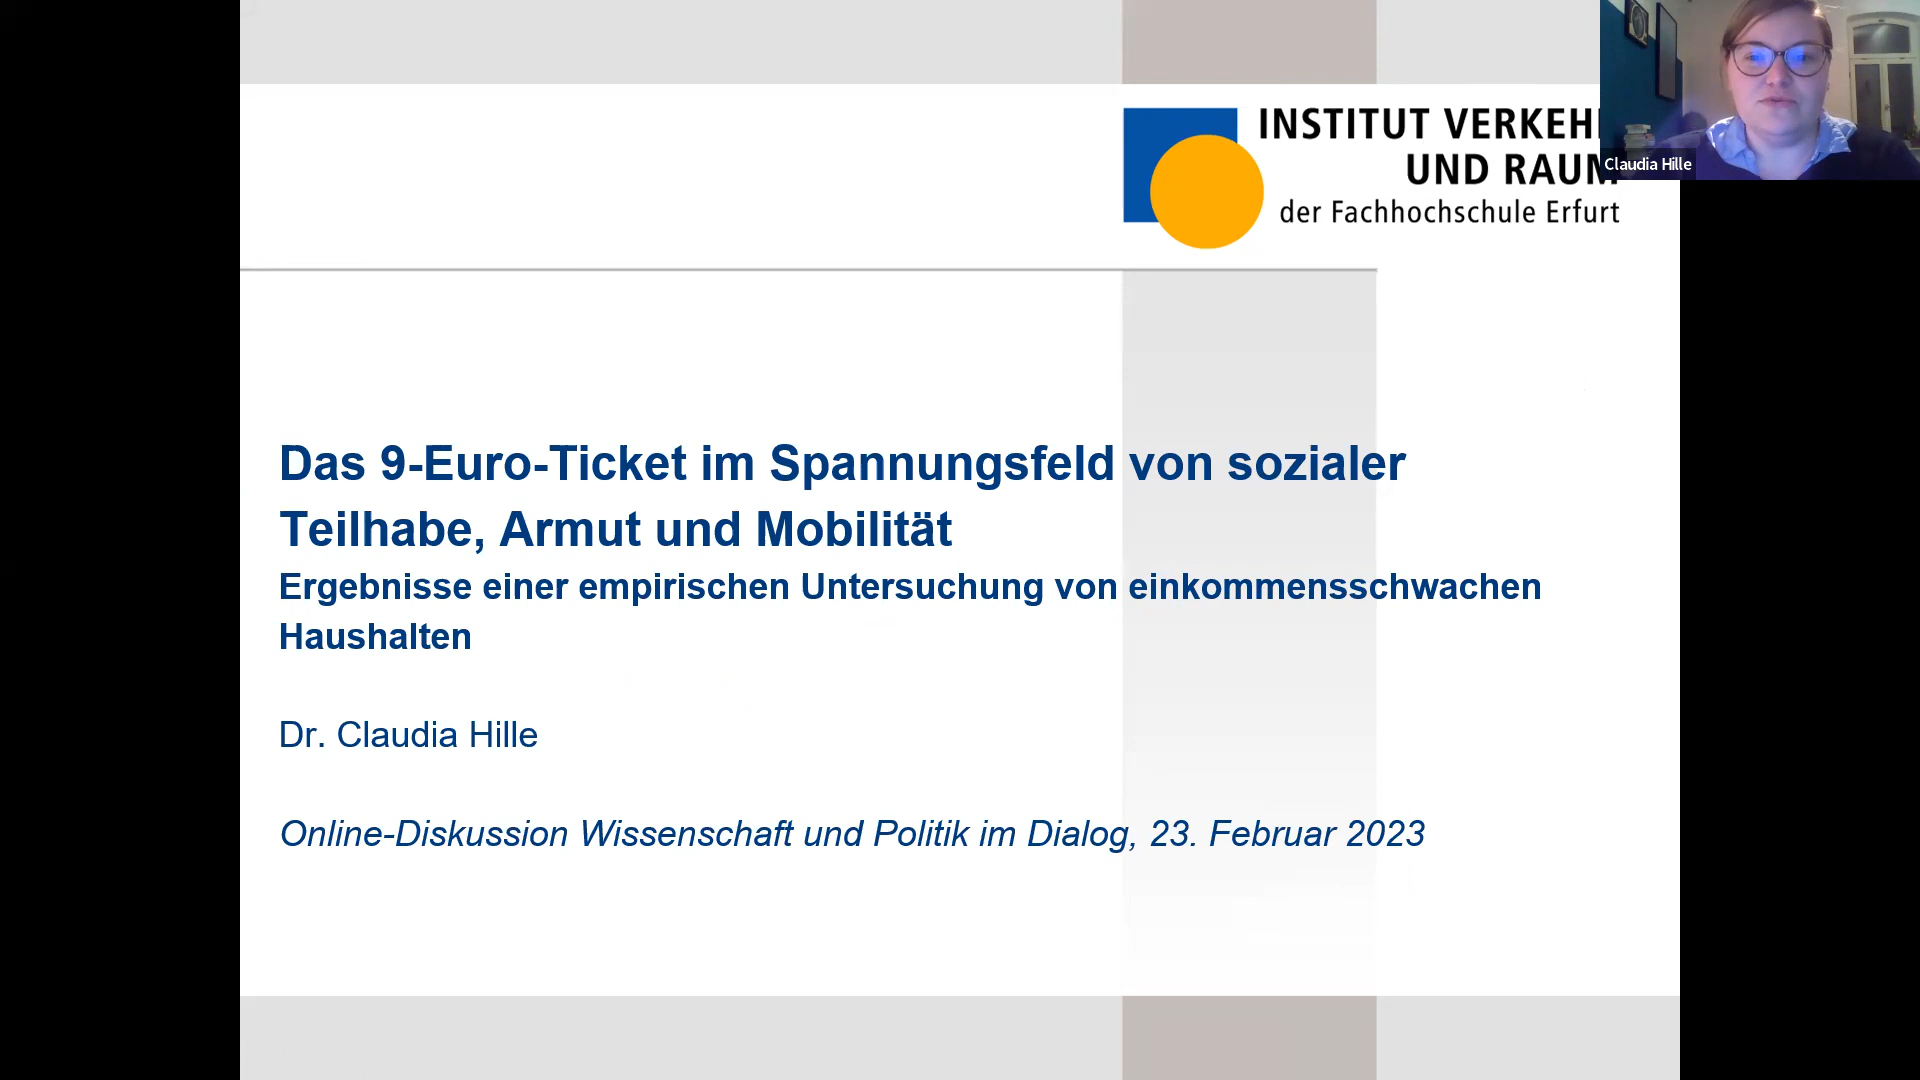 INSTITUT VERKEH
UND RAUM
der Fachhochschule Erfurt
Claudia Hille
Das 9-Euro-Ticket im Spannungsfeld von sozialer
Teilhabe, Armut und Mobilität
Ergebnisse einer empirischen Untersuchung von einkommensschwachen
Haushalten
Dr. Claudia Hille
Online-Diskussion Wissenschaft und Politik im Dialog, 23. Februar 2023